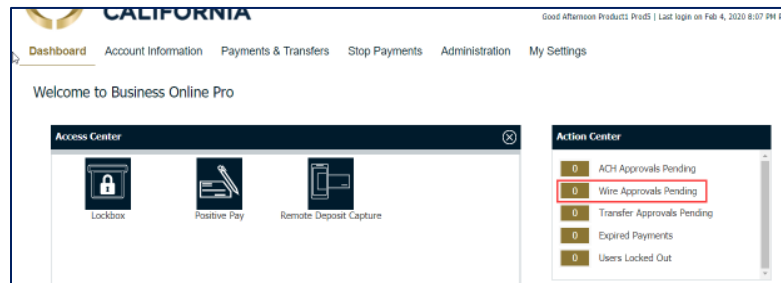 CALIFORNIA
Good Afternoon Product1 Prod5 | Last login on Feb 4, 2020 8:07 PM
Dashboard Account Information Payments & Transfers Stop Payments Administration My Settings
Welcome to Business Online Pro
Access Center
Lockbox
Positive Pay
Remote Deposit Capture
Action Center
0 ACH Approvals Pending
0 Wire Approvals Pending
0 Transfer Approvals Pending
0 Expired Payments
0 Users Locked Out